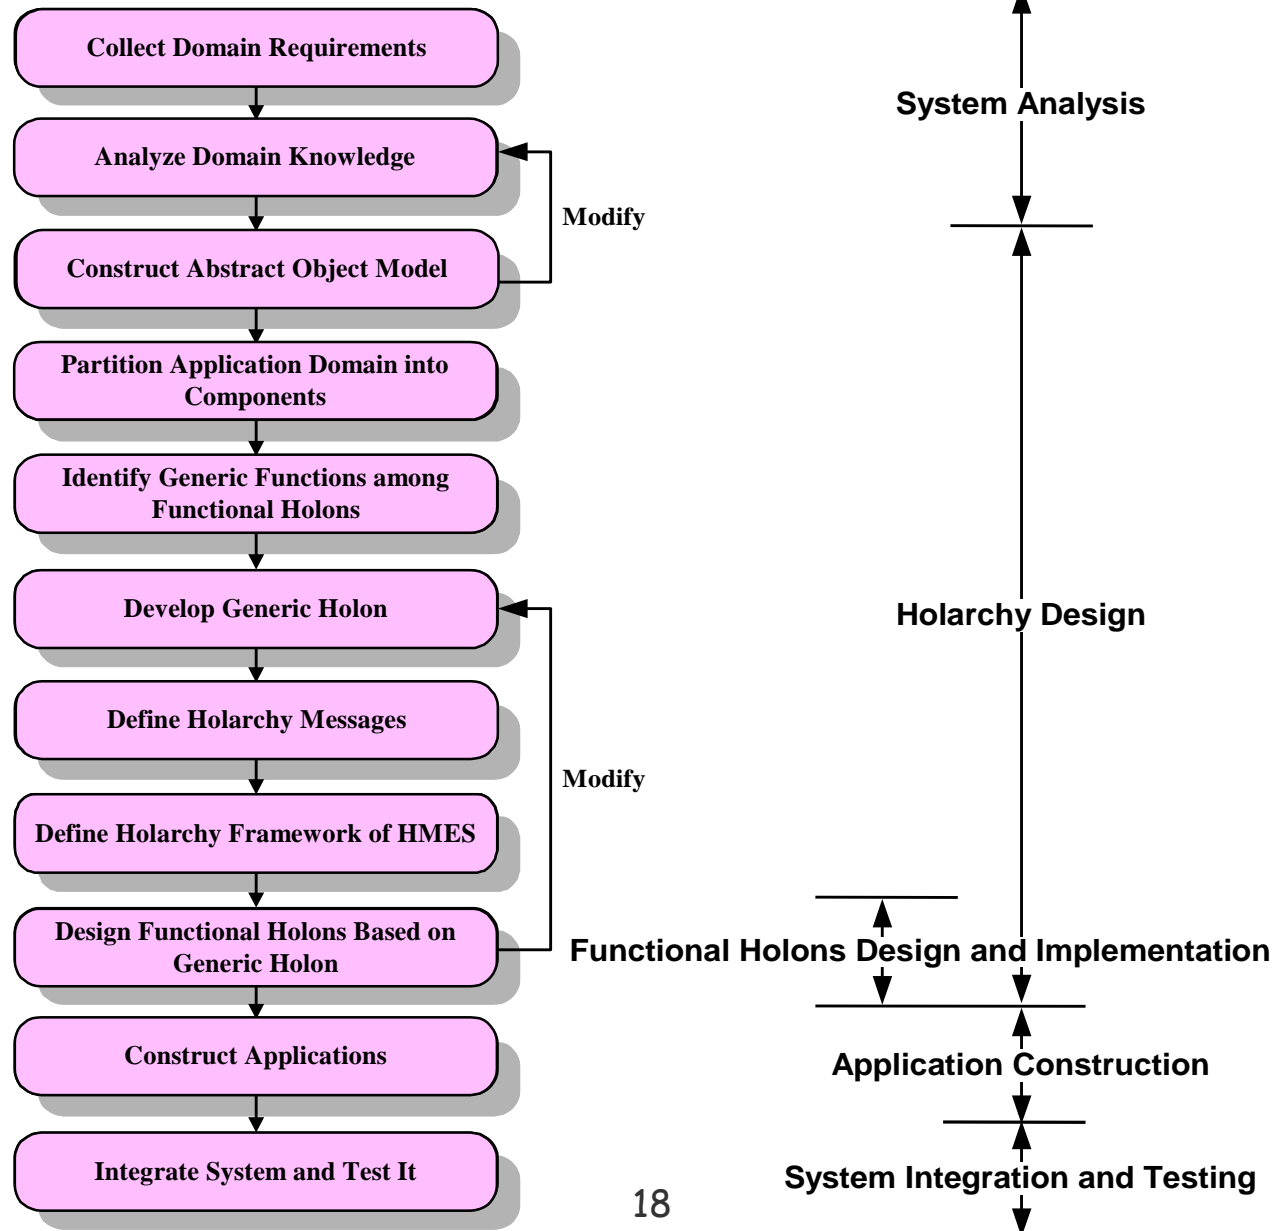 Collect Domain Requirements
Analyze Domain Knowledge
Modify
Construct Abstract Object Model
Partition Application Domain into
Components
Identify Generic Functions among
Functional Holons
Develop Generic Holon
Define Holarchy Messages
Modify
Define Holarchy Framework of HMES
Design Functional Holons Based on
Generic Holon
Construct Applications
Integrate System and Test It
System Analysis
Holarchy Design
Functional Holons Design and Implementation
Application Construction
System Integration and Testing
18